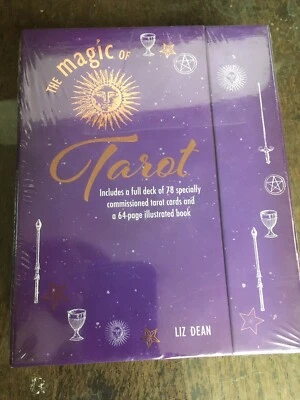 THE magic OF
Tarot
Includes a full deck of 78 specially
commissioned tarot cards and
a 64-page illustrated book
LIZ DEAN